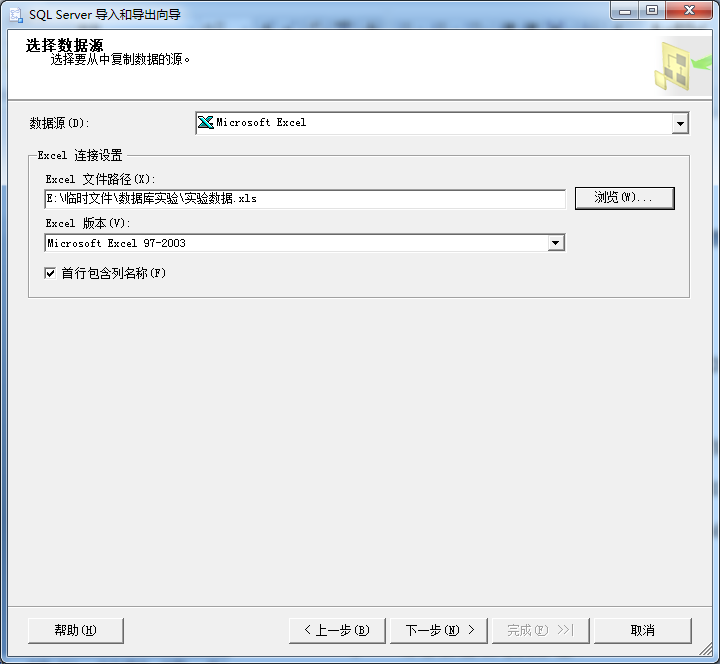 SQL Server 导入和导出向导
选择数据源
选择要从中复制数据的源。
数据源(D):
Microsoft Excel
Excel 连接设置
Excel 文件路径(X):
E:\临时文件\数据库实验\实验数据.xls
浏览(W)...
Excel 版本(V):
Microsoft Excel 97-2003
首行包含列名称(F)
帮助(H)
< 上一步(B)
下一步(N) >
完成(F) >>|
取消